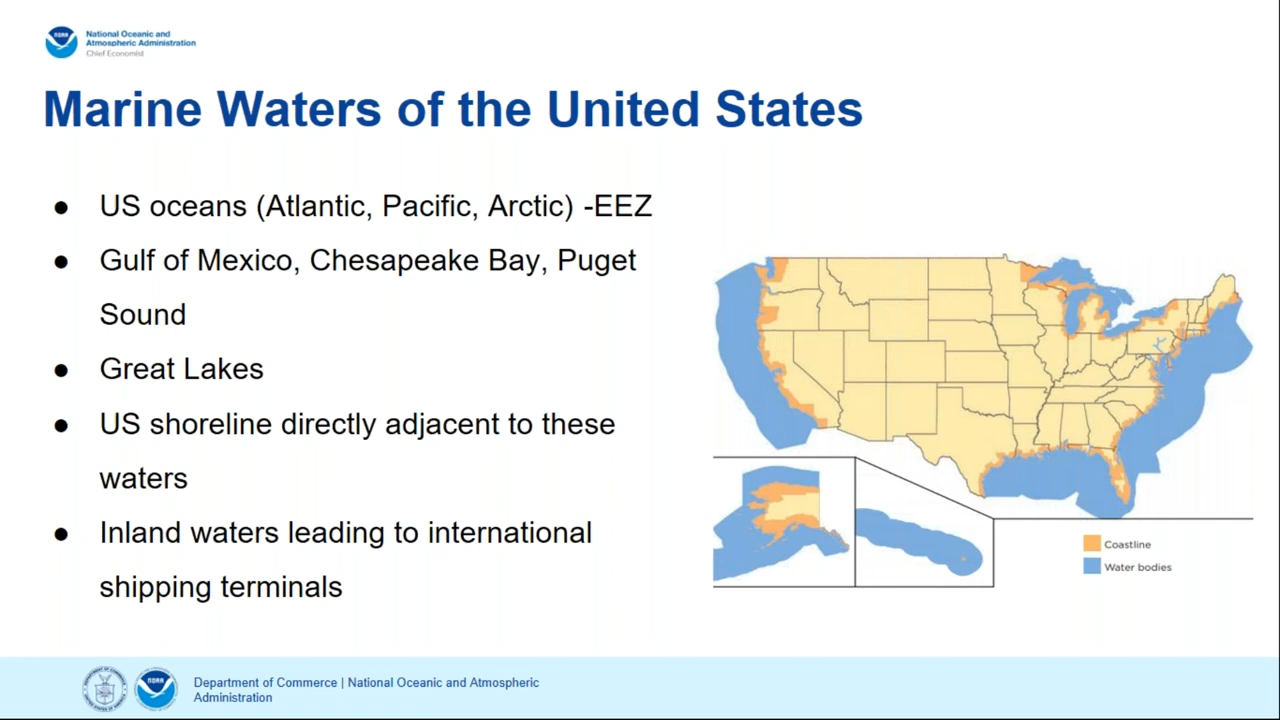 National Oceanic and
Atmospheric Administration
Chief Economist
Marine Waters of the United States
● US oceans (Atlantic, Pacific, Arctic) -EEZ
● Gulf of Mexico, Chesapeake Bay, Puget
Sound
● Great Lakes
● US shoreline directly adjacent to these
waters
● Inland waters leading to international
shipping terminals
Coastline
Water bodies
NOAA
Department of Commerce | National Oceanic and Atmospheric
Administration